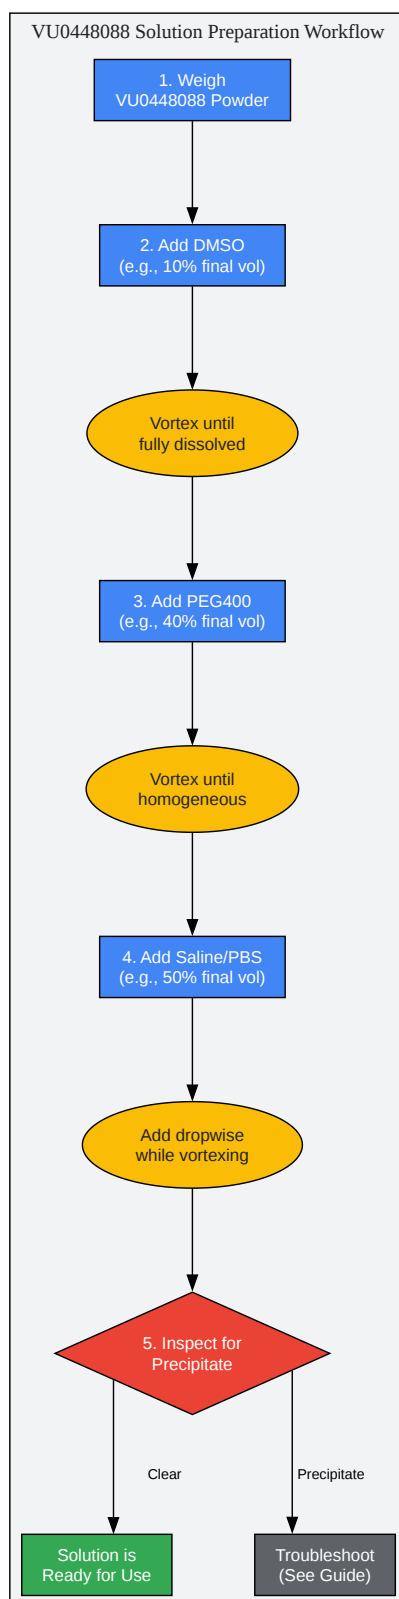 VU0448088 Solution Preparation Workflow
1. Weigh
VU0448088 Powder
2. Add DMSO
(e.g., 10% final vol)
Vortex until
fully dissolved
3. Add PEG400
(e.g., 40% final vol)
Vortex until
homogeneous
4. Add Saline/PBS
(e.g., 50% final vol)
Add dropwise
while vortexing
5. Inspect for
Precipitate
Clear
Precipitate
Solution is
Ready for Use
Troubleshoot
(See Guide)